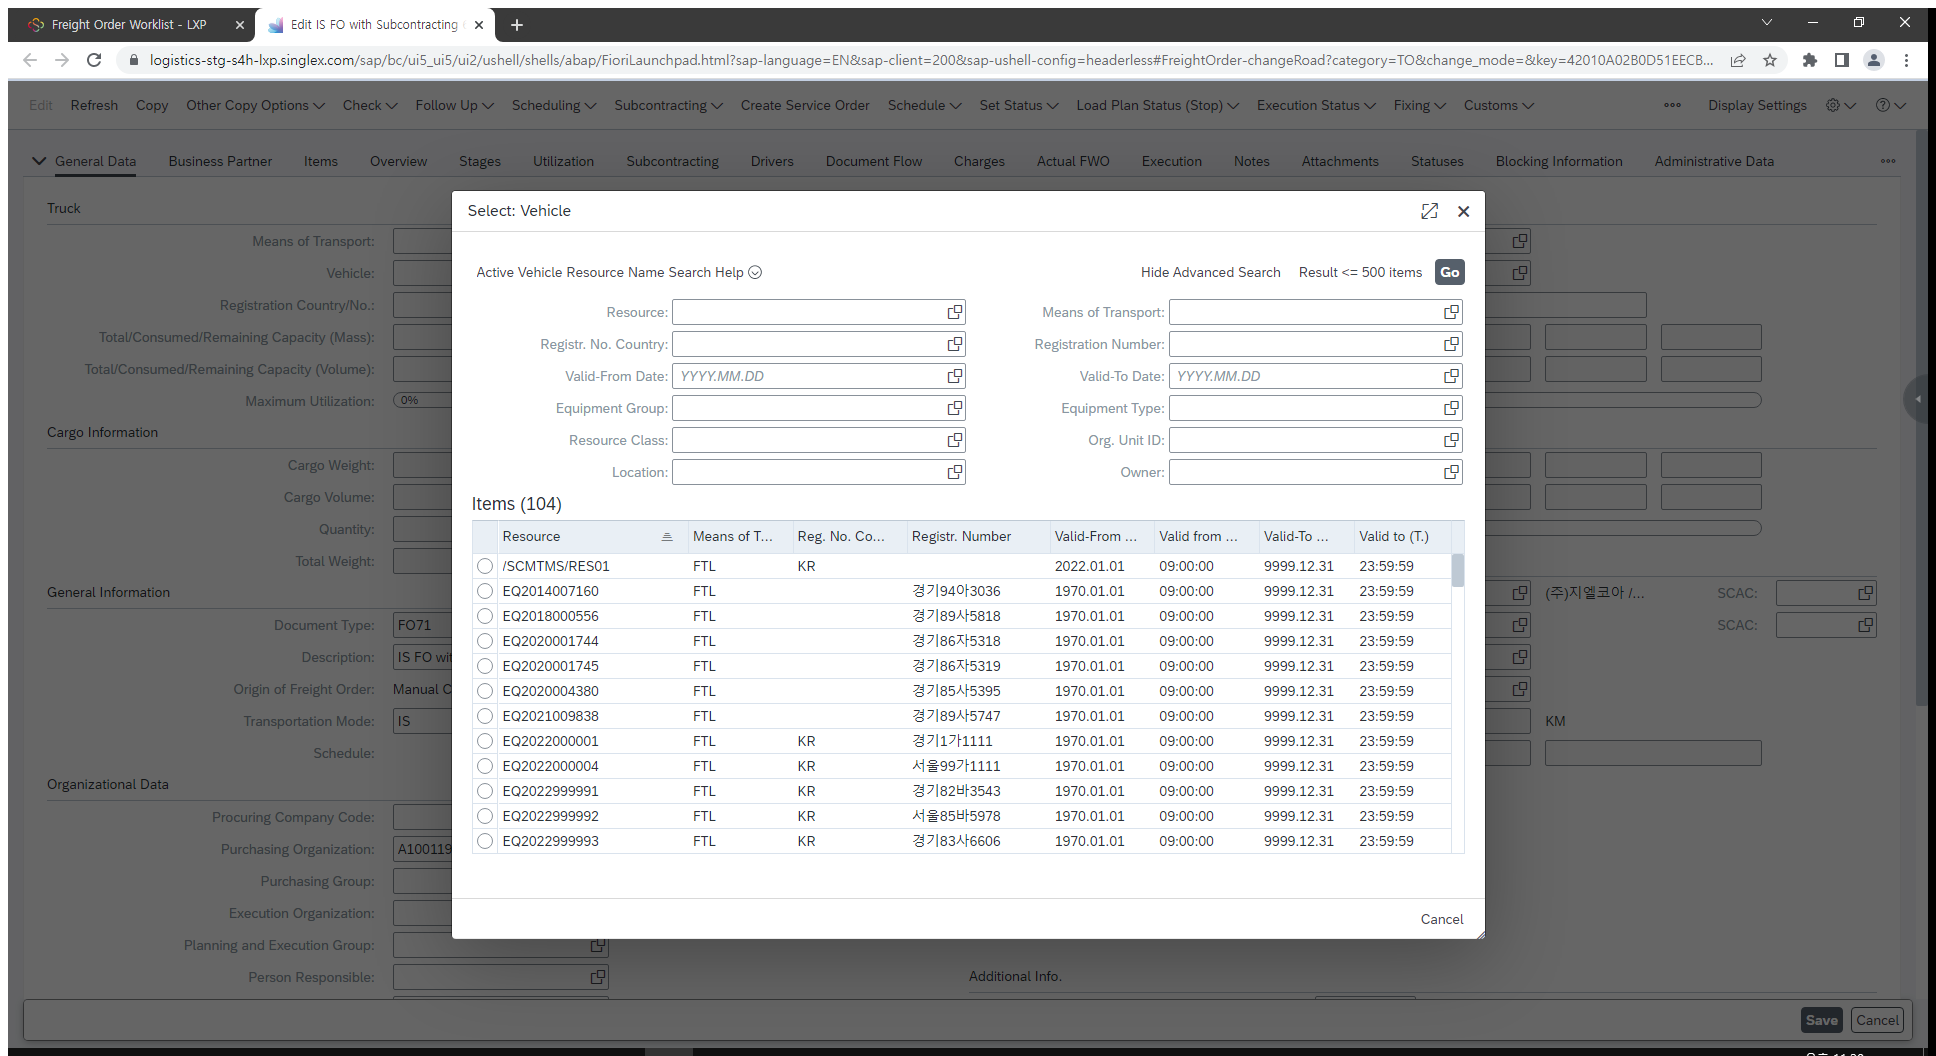 Freight Order Worklist - LXP
Edit IS FO with Subcontracting
logistics-stg-s4h-lxp.singlex.com/sap/bc/ui5_ui5/ui2/ushell/shells/abap/FioriLaunchpad.html?sap-language=EN&sap-client=200&sap-ushell-config=headerless#FreightOrder-changeRoad?category=TO&change_mode=&key=42010A02B0D51EECB...
Edit Refresh Copy Other Copy Options Check Follow Up Scheduling Subcontracting Create Service Order Schedule Set Status Load Plan Status (Stop) Execution Status Fixing Customs Display Settings
General Data Business Partner Items Overview Stages Utilization Subcontracting Drivers Document Flow Charges Actual FWO Execution Notes Attachments Statuses Blocking Information Administrative Data
Truck
Means of Transport:
Vehicle:
Registration Country/No.:
Total/Consumed/Remaining Capacity (Mass):
Total/Consumed/Remaining Capacity (Volume):
Maximum Utilization: 0%
Cargo Information
Cargo Weight:
Cargo Volume:
Quantity:
Total Weight:
General Information
Document Type: FO71
Description: IS FO wit
Origin of Freight Order: Manual C
Transportation Mode: IS
Schedule:
Organizational Data
Procuring Company Code:
Purchasing Organization: A100119
Purchasing Group:
Execution Organization:
Planning and Execution Group:
Person Responsible:
Select: Vehicle
Active Vehicle Resource Name Search Help
Hide Advanced Search Result <= 500 items Go
Resource: Means of Transport:
Registr. No. Country: Registration Number:
Valid-From Date: YYYY.MM.DD Valid-To Date: YYYY.MM.DD
Equipment Group: Equipment Type:
Resource Class: Org. Unit ID:
Location: Owner:
Items (104)
Resource Means of T... Reg. No. Co... Registr. Number Valid-From ... Valid from ... Valid-To ... Valid to (T.)
/SCMTMS/RES01 FTL KR 2022.01.01 09:00:00 9999.12.31 23:59:59
EQ2014007160 FTL 경기94아3036 1970.01.01 09:00:00 9999.12.31 23:59:59
EQ2018000556 FTL 경기89사5818 1970.01.01 09:00:00 9999.12.31 23:59:59
EQ2020001744 FTL 경기86자5318 1970.01.01 09:00:00 9999.12.31 23:59:59
EQ2020001745 FTL 경기86자5319 1970.01.01 09:00:00 9999.12.31 23:59:59
EQ2020004380 FTL 경기85사5395 1970.01.01 09:00:00 9999.12.31 23:59:59
EQ2021009838 FTL 경기89사5747 1970.01.01 09:00:00 9999.12.31 23:59:59
EQ2022000001 FTL KR 경기1가1111 1970.01.01 09:00:00 9999.12.31 23:59:59
EQ2022000004 FTL KR 서울99가1111 1970.01.01 09:00:00 9999.12.31 23:59:59
EQ2022999991 FTL KR 경기82바3543 1970.01.01 09:00:00 9999.12.31 23:59:59
EQ2022999992 FTL KR 서울85바5978 1970.01.01 09:00:00 9999.12.31 23:59:59
EQ2022999993 FTL KR 경기83사6606 1970.01.01 09:00:00 9999.12.31 23:59:59
Cancel
(주)지엘코아 /... SCAC:
SCAC:
KM
Additional Info.
Save Cancel